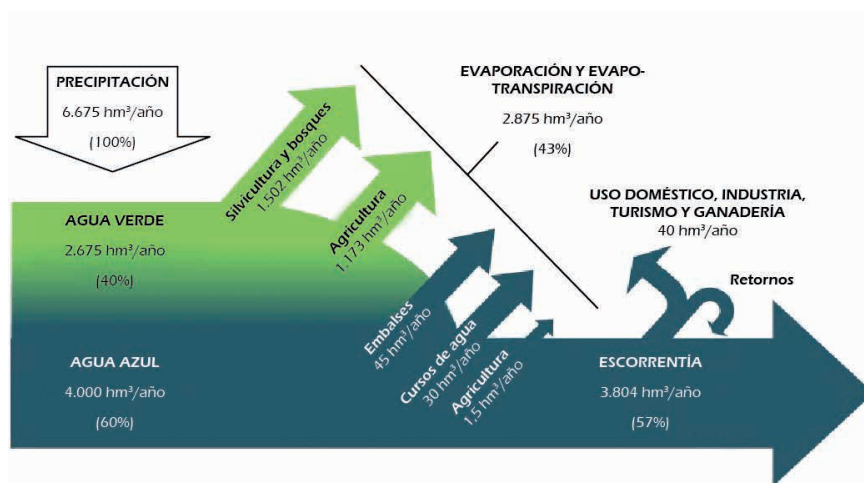 PRECIPITACIÓN
6.675 hm³/año
(100%)
EVAPORACIÓN Y EVAPO-
TRANSPIRACIÓN
2.875 hm³/año
(43%)
Silvicultura y bosques
1.502 hm³/año
Agricultura
1.173 hm³/año
USO DOMÉSTICO, INDUSTRIA,
TURISMO Y GANADERÍA
40 hm³/año
Retornos
AGUA VERDE
2.675 hm³/año
(40%)
Embalses
45 hm³/año
Cursos de agua
30 hm³/año
Agricultura
1,5 hm³/año
AGUA AZUL
4.000 hm³/año
(60%)
ESCORRENTÍA
3.804 hm³/año
(57%)